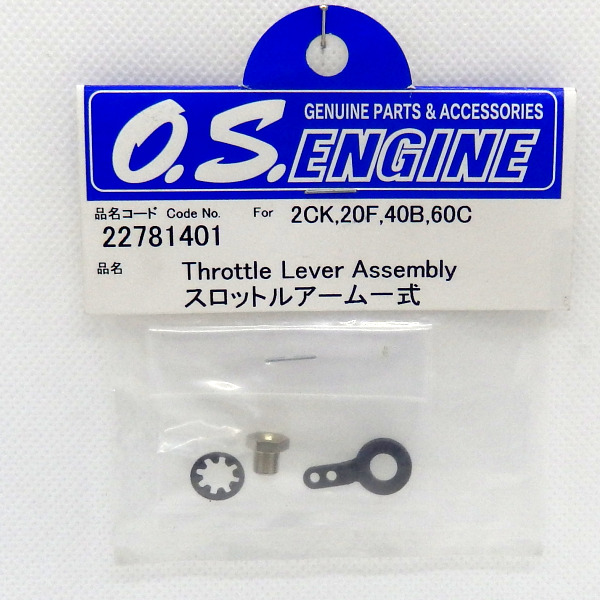 GENUINE PARTS & ACCESSORIES
O.S. ENGINE
品名コード Code No. For 2CK,20F,40B,60C
22781401
品名 Throttle Lever Assembly
スロットルアーム一式